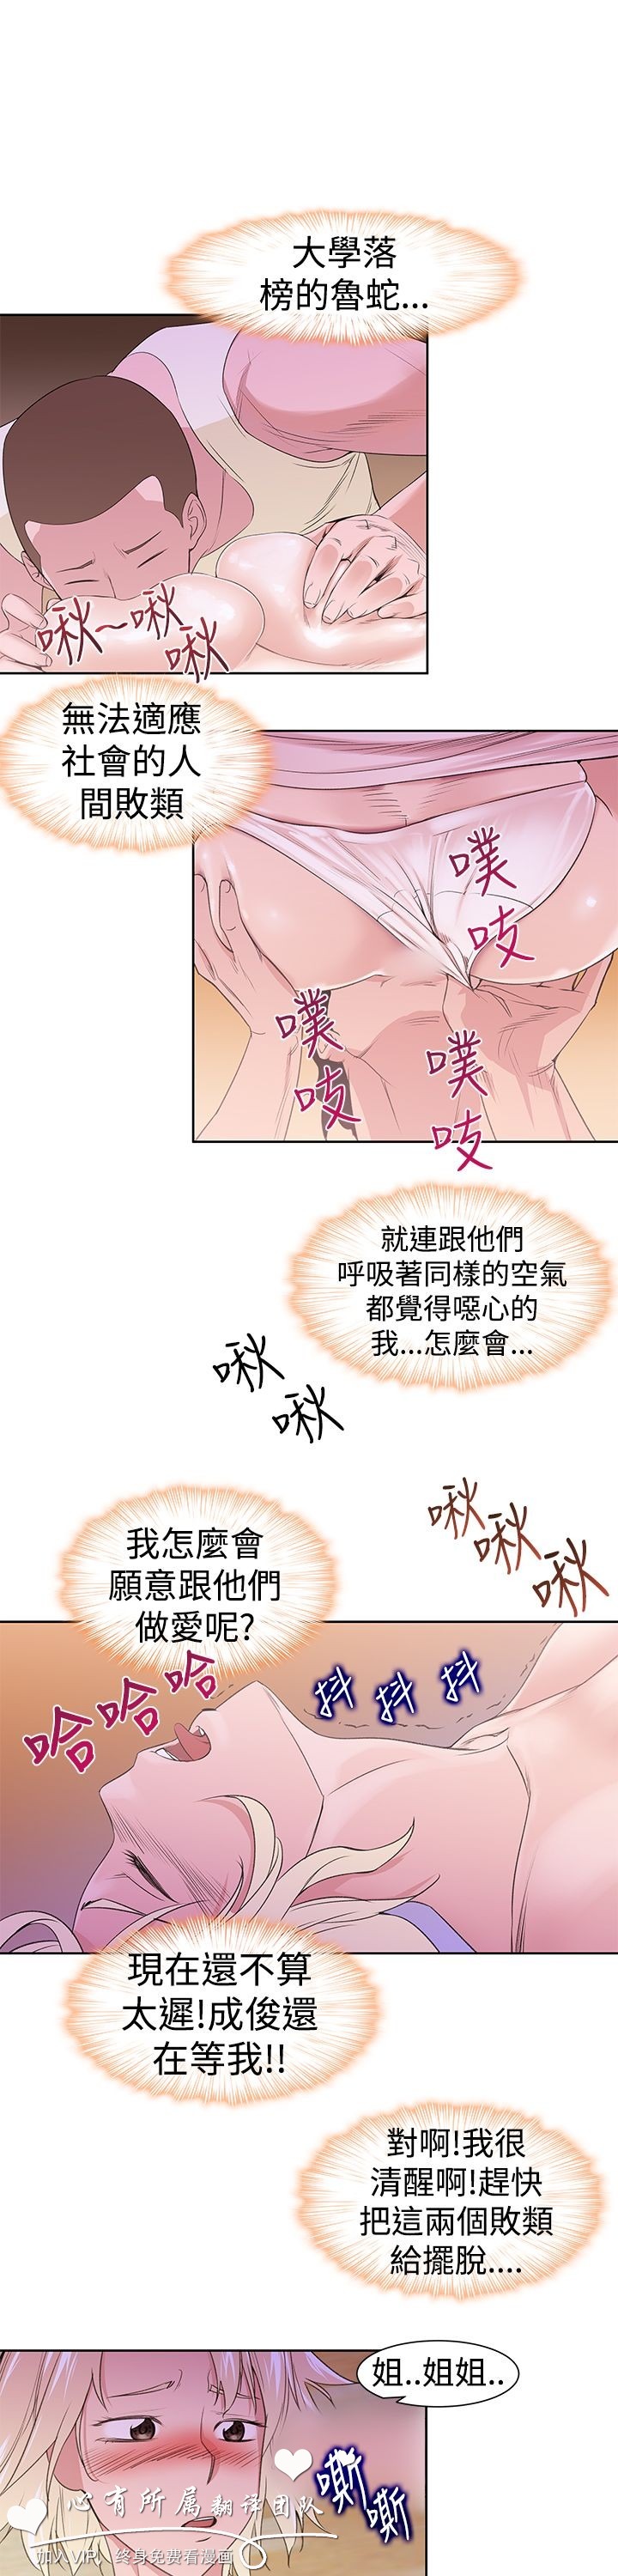 大學落
榜的魯蛇...
啾～啾
啾
無法適應
社會的人
間敗類
噗
吱
噗
吱
噗
吱
就連跟他們
呼吸著同樣的空氣
都覺得噁心的
我...怎麼會...
啾
啾
啾
啾
啾
我怎麼會
願意跟他們
做愛呢?
哈哈哈
抖抖抖
現在還不算
太遲!成俊還
在等我!!
對啊!我很
清醒啊!趕快
把這兩個敗類
給擺脫....
姐..姐姐..
嘶
嘶
心有所属翻译团队
加入VIP，终身免费看漫画